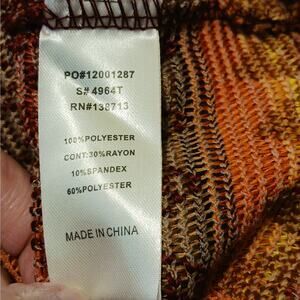 PO#12001287
S# 4964T
RN#138713
100%POLYESTER
CONT:30%RAYON
10%SPANDEX
60%POLYESTER
MADE IN CHINA